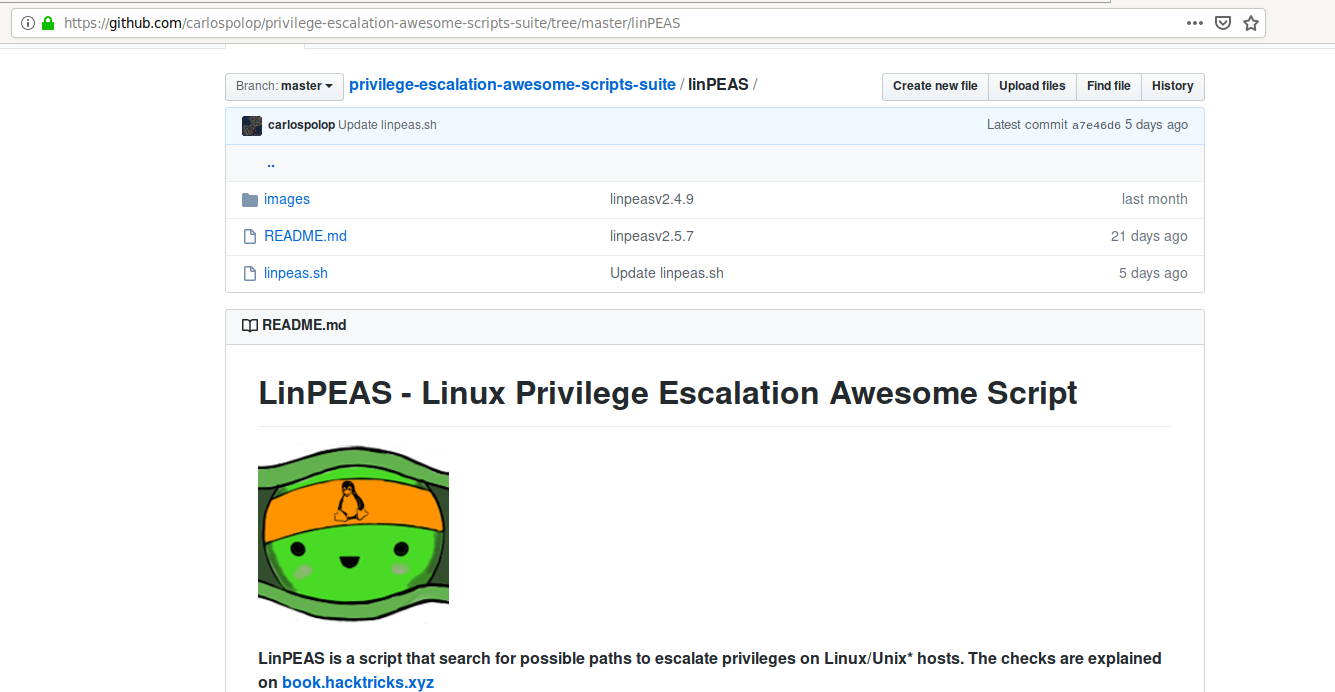 https://github.com/carlospolop/privilege-escalation-awesome-scripts-suite/tree/master/linPEAS
Branch: master privilege-escalation-awesome-scripts-suite / linPEAS / Create new file Upload files Find file History
carlospolop Update linpeas.sh Latest commit a7e46d6 5 days ago
..
images linpeasv2.4.9 last month
README.md linpeasv2.5.7 21 days ago
linpeas.sh Update linpeas.sh 5 days ago
README.md
LinPEAS - Linux Privilege Escalation Awesome Script
LinPEAS is a script that search for possible paths to escalate privileges on Linux/Unix* hosts. The checks are explained
on book.hacktricks.xyz